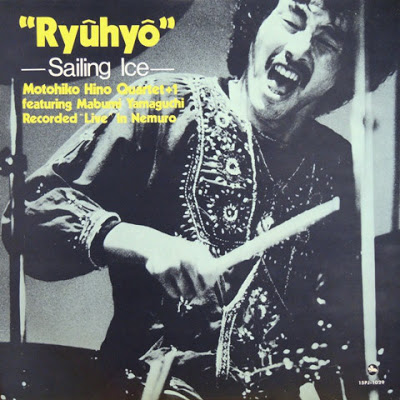 “Ryûhyô”
—Sailing Ice—
Motohiko Hino Quartet+1
featuring Mabumi Yamaguchi
Recorded “Live” in Nemuro